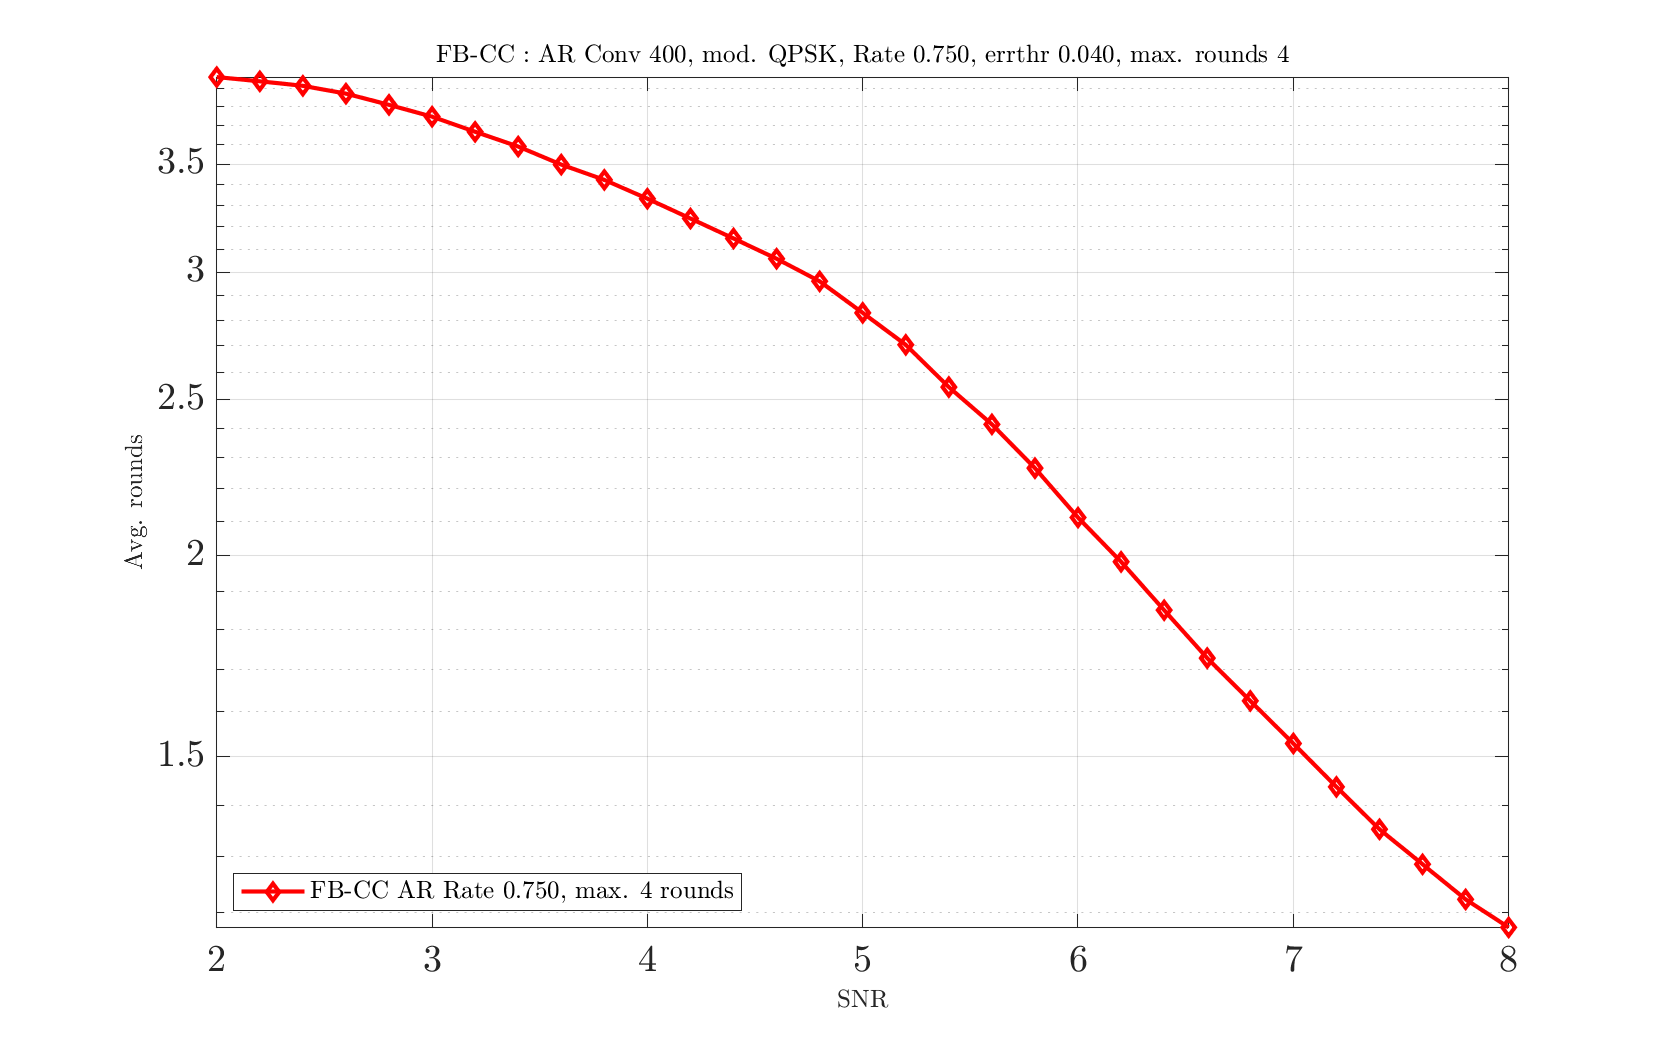 FB-CC : AR Conv 400, mod. QPSK, Rate 0.750, errthr 0.040, max. rounds 4
3.5
3
2.5
2
1.5
Avg. rounds
FB-CC AR Rate 0.750, max. 4 rounds
2 3 4 5 6 7 8
SNR